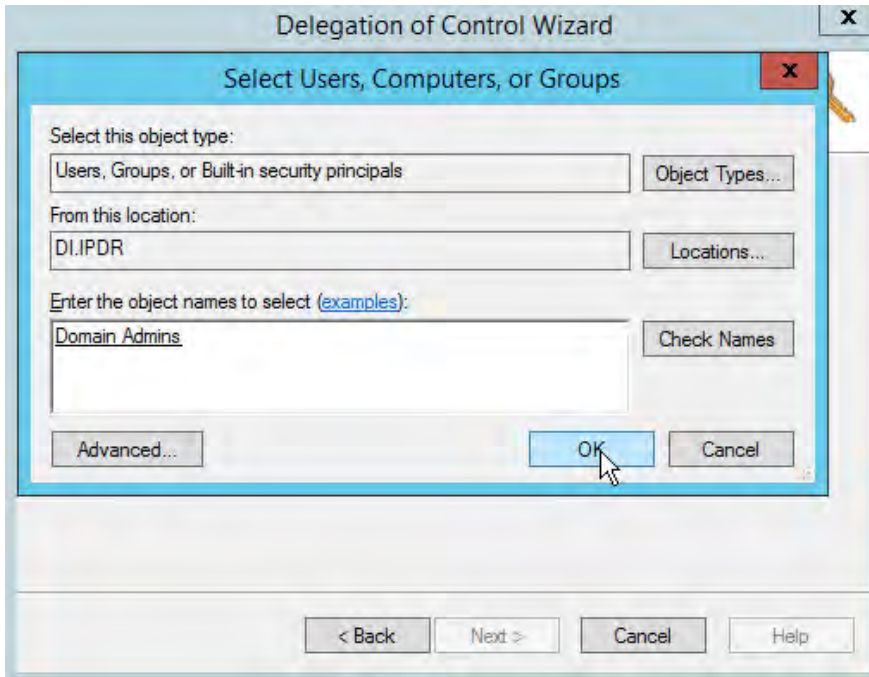 Delegation of Control Wizard
x
Select Users, Computers, or Groups
x
Select this object type:
Users, Groups, or Built-in security principals
Object Types...
From this location:
DI.IPDR
Locations...
Enter the object names to select (examples):
Domain Admins
Check Names
Advanced...
OK
Cancel
< Back
Next >
Cancel
Help